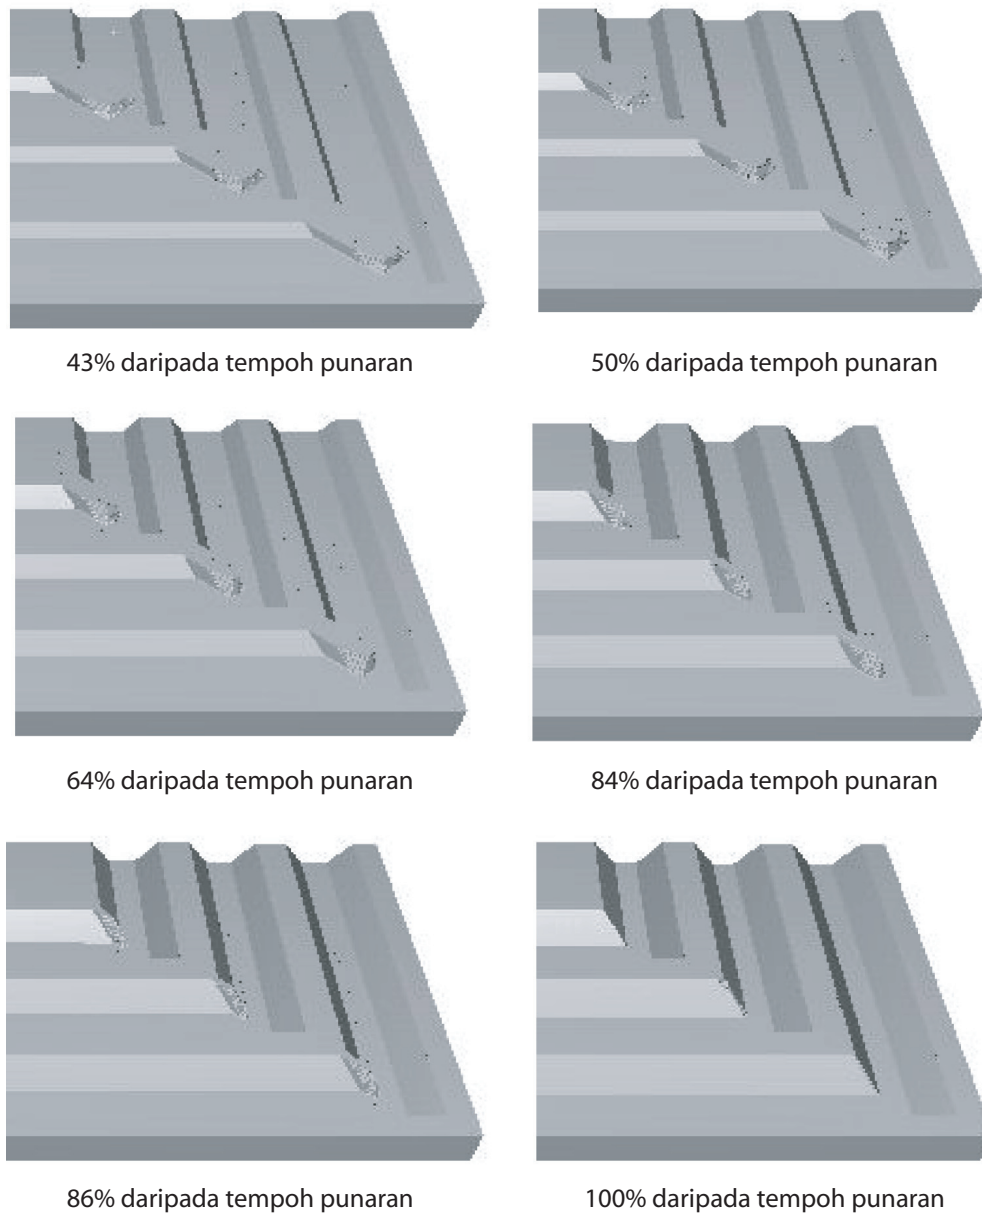 43% daripada tempoh punaran
50% daripada tempoh punaran
64% daripada tempoh punaran
84% daripada tempoh punaran
86% daripada tempoh punaran
100% daripada tempoh punaran